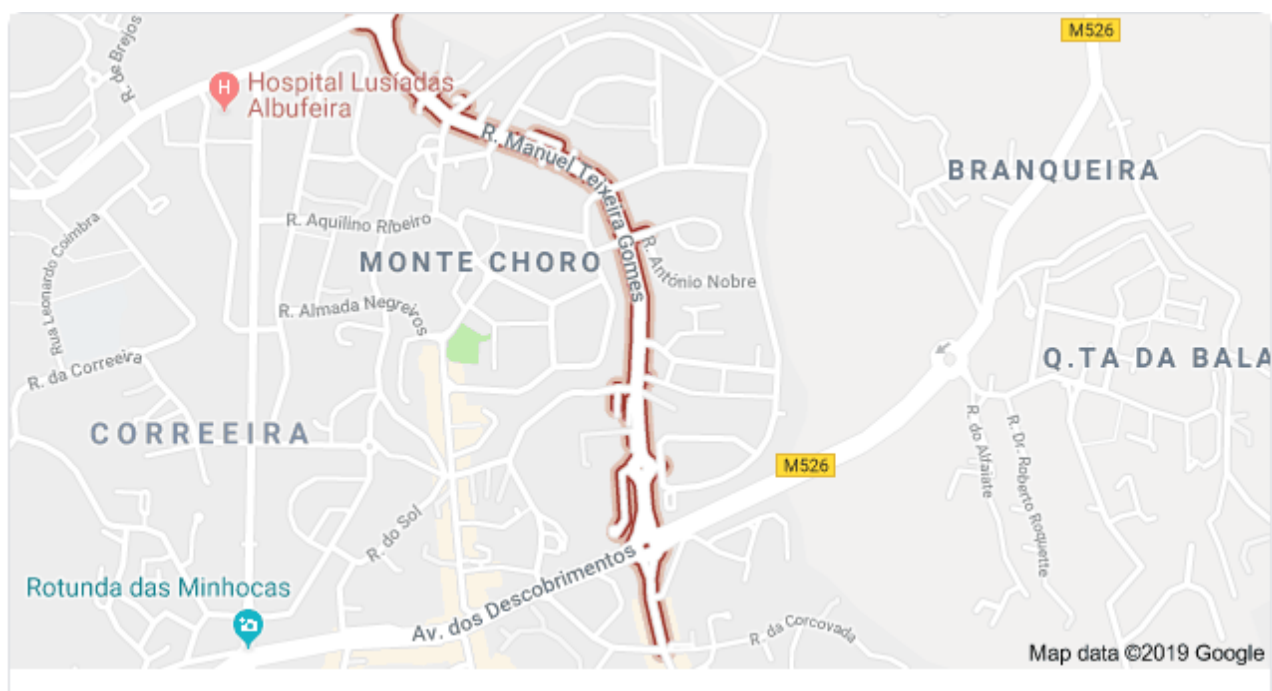 M526
R. de Brejos
H
Hospital Lusíadas
Albufeira
R. Manuel Teixeira Gomes
BRANQUEIRA
R. Aquilino Ribeiro
Rua Leonardo Coimbra
MONTE CHORO
R. António Nobre
R. Almada Negreiros
R. da Correeira
Q.TA DA BALA
CORREEIRA
M526
R. do Alfaiate
R. Dr. Roberto Roquette
R. do Sol
Rotunda das Minhocas
Av. dos Descobrimentos
R. da Corcovada
Map data ©2019 Google